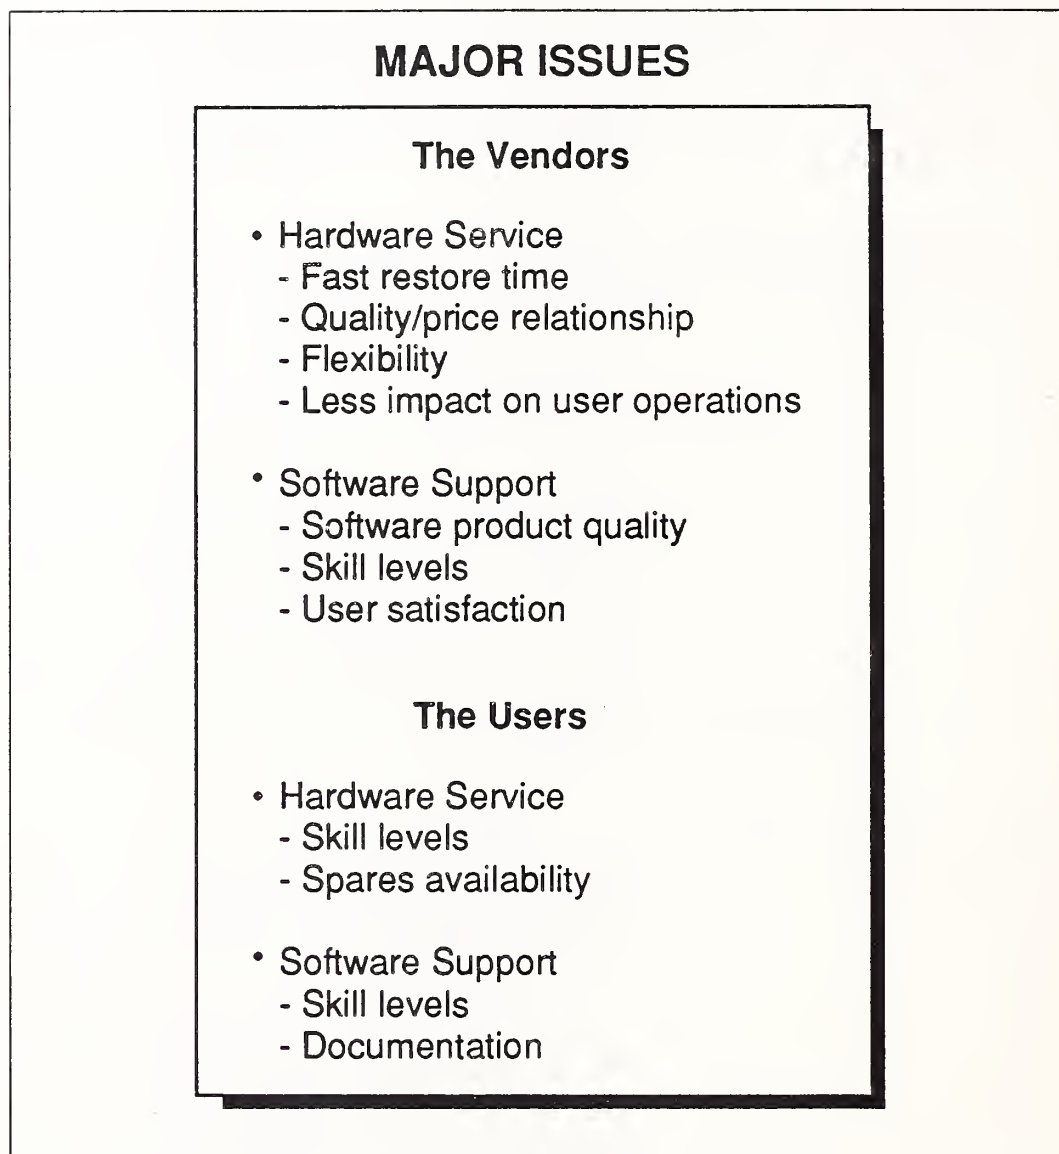 MAJOR ISSUES
The Vendors
• Hardware Service
- Fast restore time
- Quality/price relationship
- Flexibility
- Less impact on user operations
• Software Support
- Software product quality
- Skill levels
- User satisfaction
The Users
• Hardware Service
- Skill levels
- Spares availability
• Software Support
- Skill levels
- Documentation